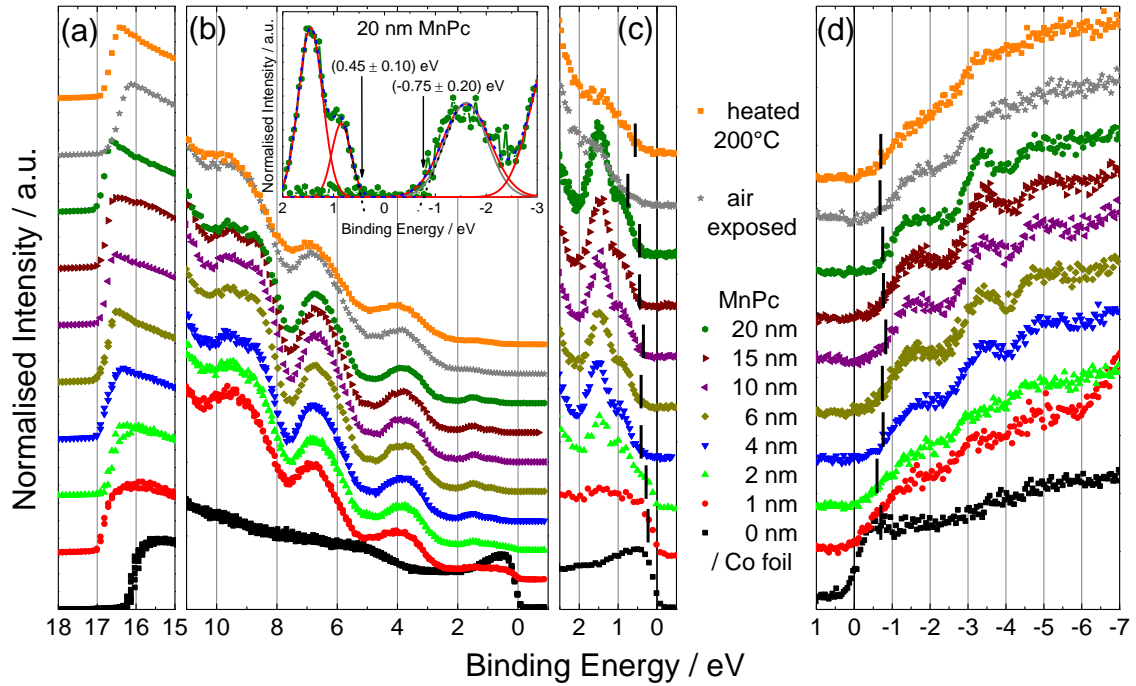 Normalised Intensity / a.u.
(a)
18 17 16 15
(b)
10 8 6 4 2 0
20 nm MnPc
(0.45 ± 0.10) eV
(-0.75 ± 0.20) eV
Normalised Intensity / a.u.
2 1 0 -1 -2 -3
Binding Energy / eV
(c)
2 1 0
heated
200°C
air
exposed
MnPc
20 nm
15 nm
10 nm
6 nm
4 nm
2 nm
1 nm
0 nm
/ Co foil
(d)
1 0 -1 -2 -3 -4 -5 -6 -7
Binding Energy / eV